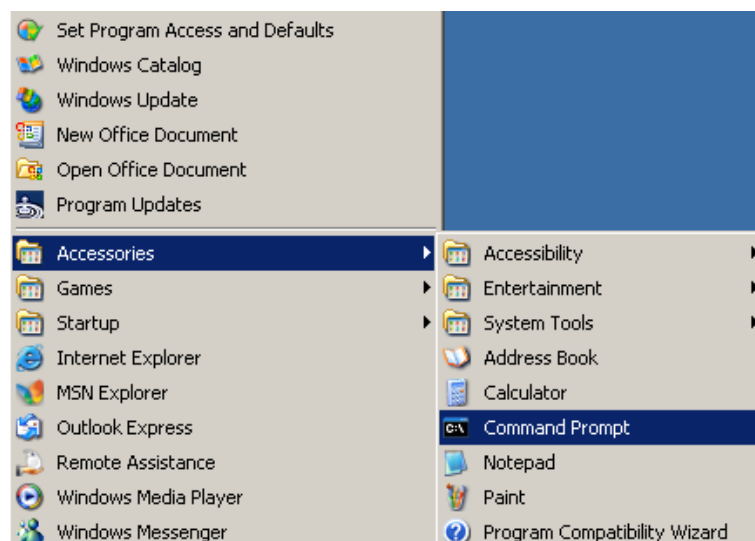 Set Program Access and Defaults
Windows Catalog
Windows Update
New Office Document
Open Office Document
Program Updates
Accessories
Games
Startup
Internet Explorer
MSN Explorer
Outlook Express
Remote Assistance
Windows Media Player
Windows Messenger
Accessibility
Entertainment
System Tools
Address Book
Calculator
C:\
Command Prompt
Notepad
Paint
Program Compatibility Wizard